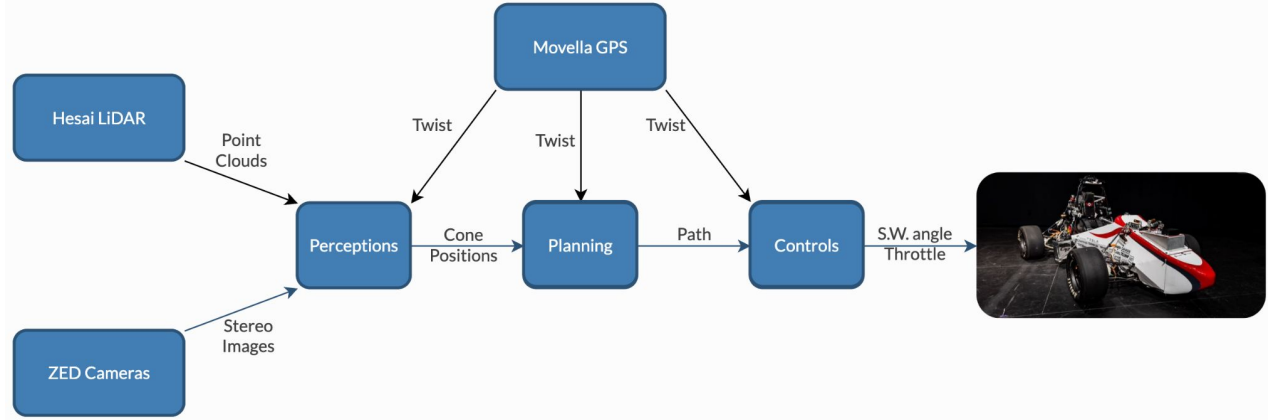 Movella GPS
Hesai LiDAR
Point
Clouds
Twist
Twist
Twist
Perceptions
Cone
Positions
Planning
Path
Controls
S.W. angle
Throttle
Stereo
Images
ZED Cameras